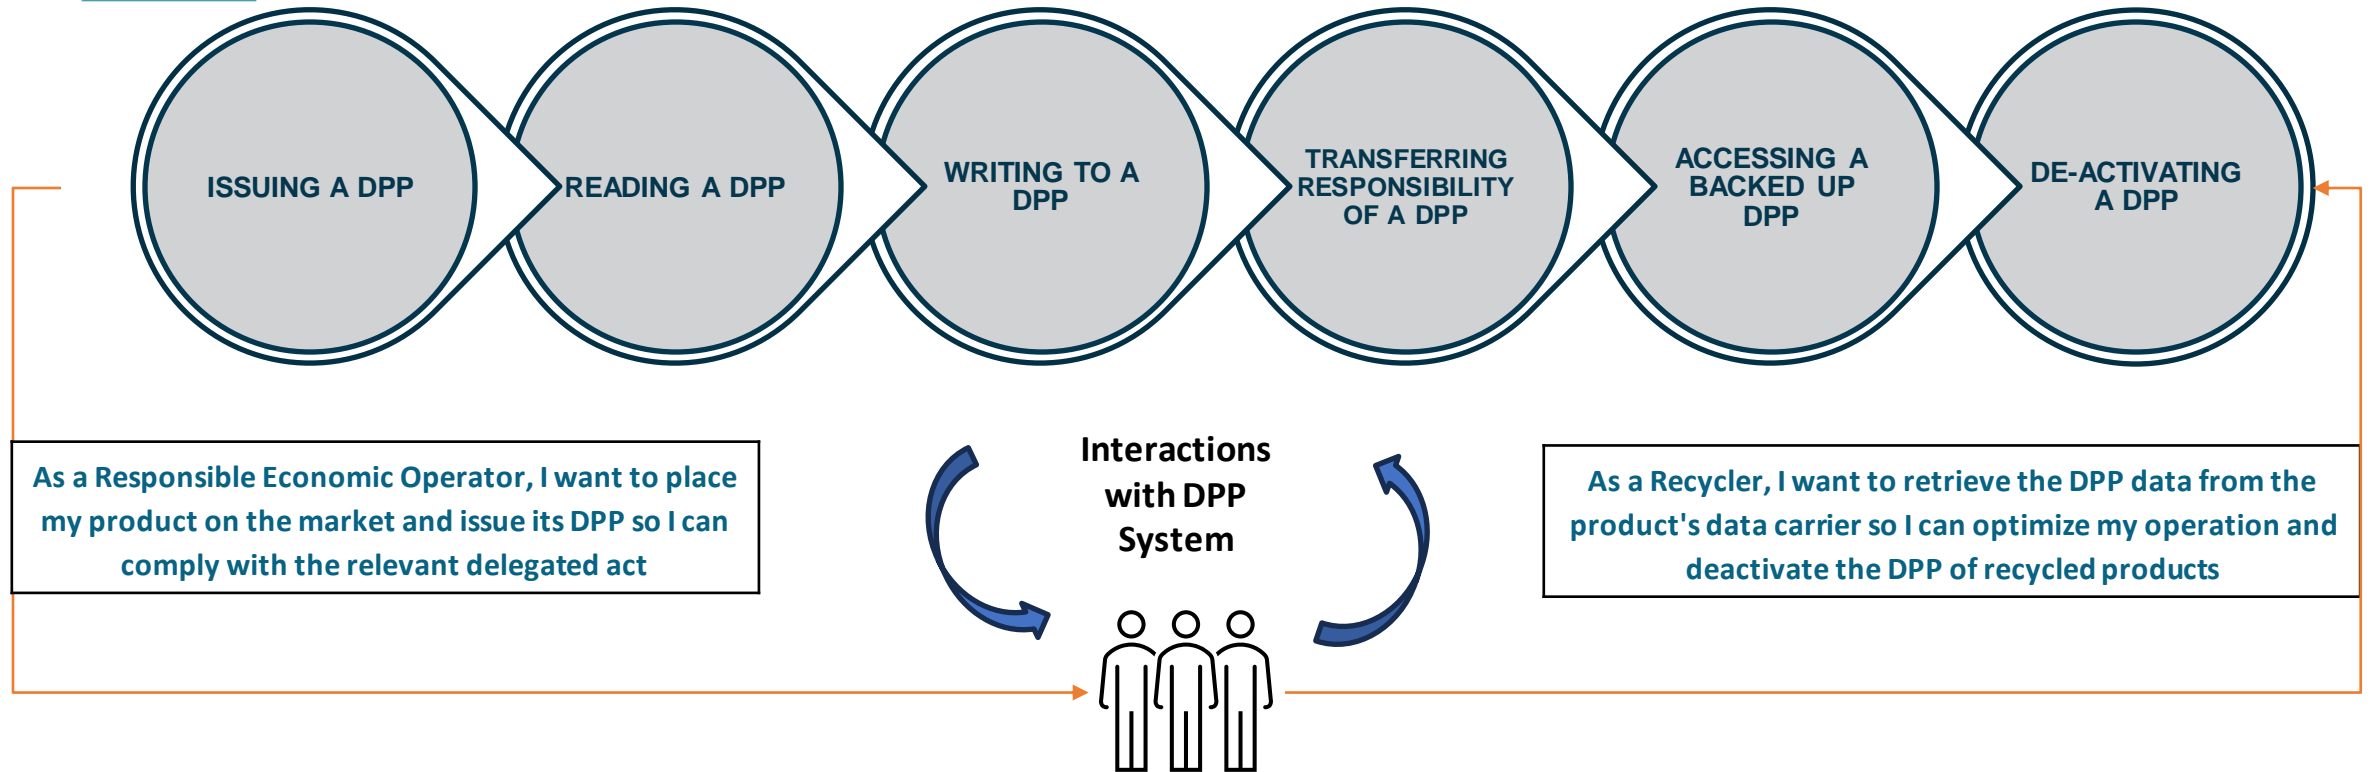 ISSUING A DPP
READING A DPP
WRITING TO A
DPP
TRANSFERRING
RESPONSIBILITY
OF A DPP
ACCESSING A
BACKED UP
DPP
DE-ACTIVATING
A DPP
As a Responsible Economic Operator, I want to place
my product on the market and issue its DPP so I can
comply with the relevant delegated act
Interactions
with DPP
System
As a Recycler, I want to retrieve the DPP data from the
product's data carrier so I can optimize my operation and
deactivate the DPP of recycled products